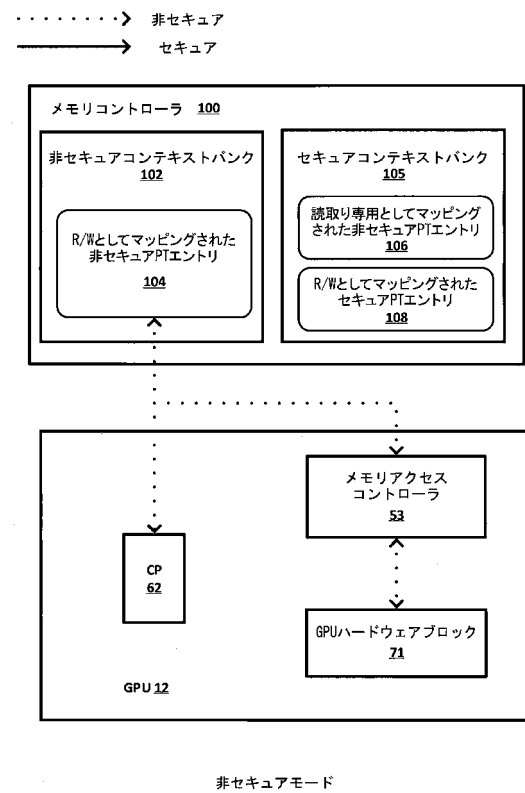 非セキュア
セキュア
メモリコントローラ 100
非セキュアコンテキストバンク
102
R/Wとしてマッピングされた
非セキュアPTエントリ
104
セキュアコンテキストバンク
105
読取り専用としてマッピング
された非セキュアPTエントリ
106
R/Wとしてマッピングされた
セキュアPTエントリ
108
メモリアクセス
コントローラ
53
CP
62
GPUハードウェアブロック
71
GPU 12
非セキュアモード